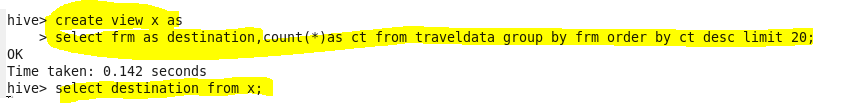 hive> create view x as
    > select frm as destination,count(*)as ct from traveldata group by frm order by ct desc limit 20;
OK
Time taken: 0.142 seconds
hive> select destination from x;